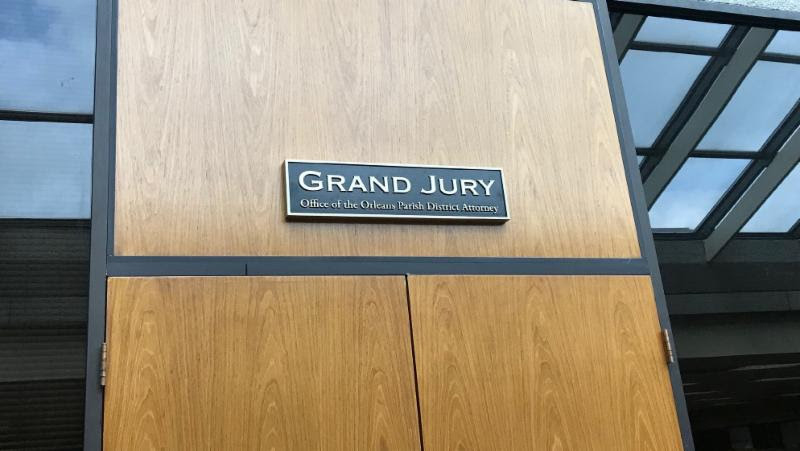 GRAND JURY
Office of the Orleans Parish District Attorney